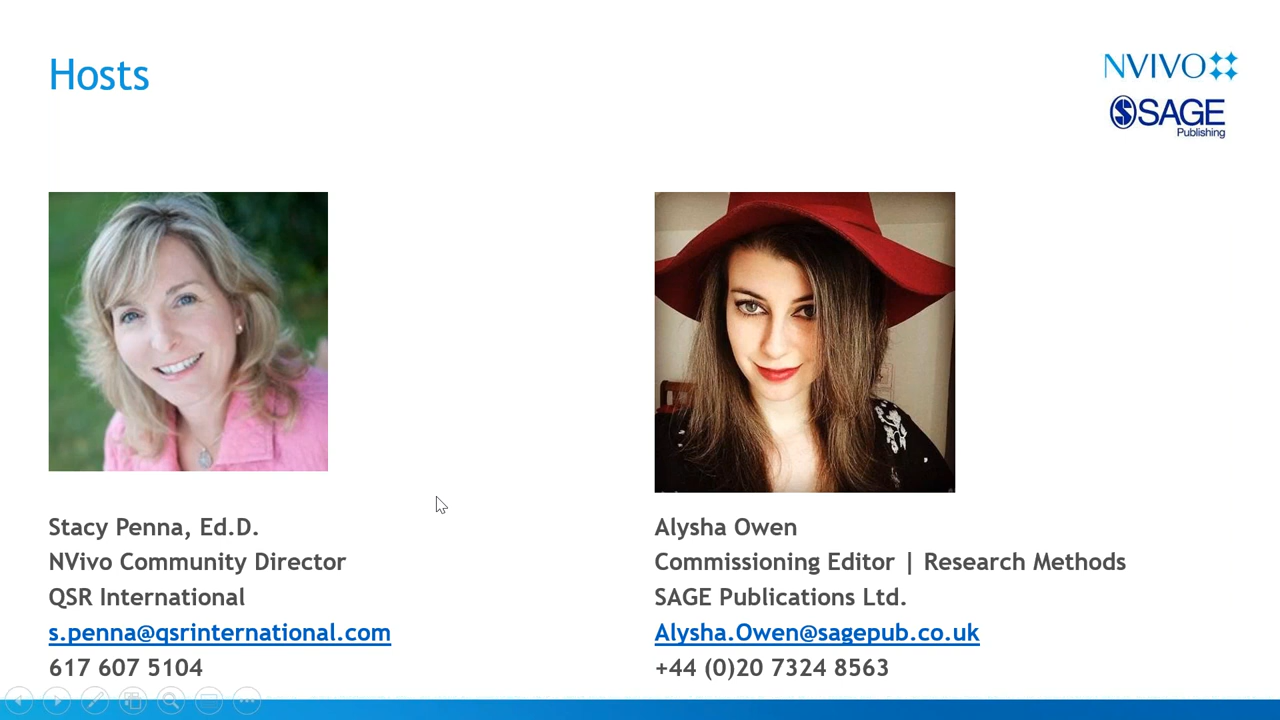 Hosts
NVIVO
SAGE
Publishing
Stacy Penna, Ed.D.
NVivo Community Director
QSR International
s.penna@qsrinternational.com
617 607 5104
Alysha Owen
Commissioning Editor | Research Methods
SAGE Publications Ltd.
Alysha.Owen@sagepub.co.uk
+44 (0)20 7324 8563